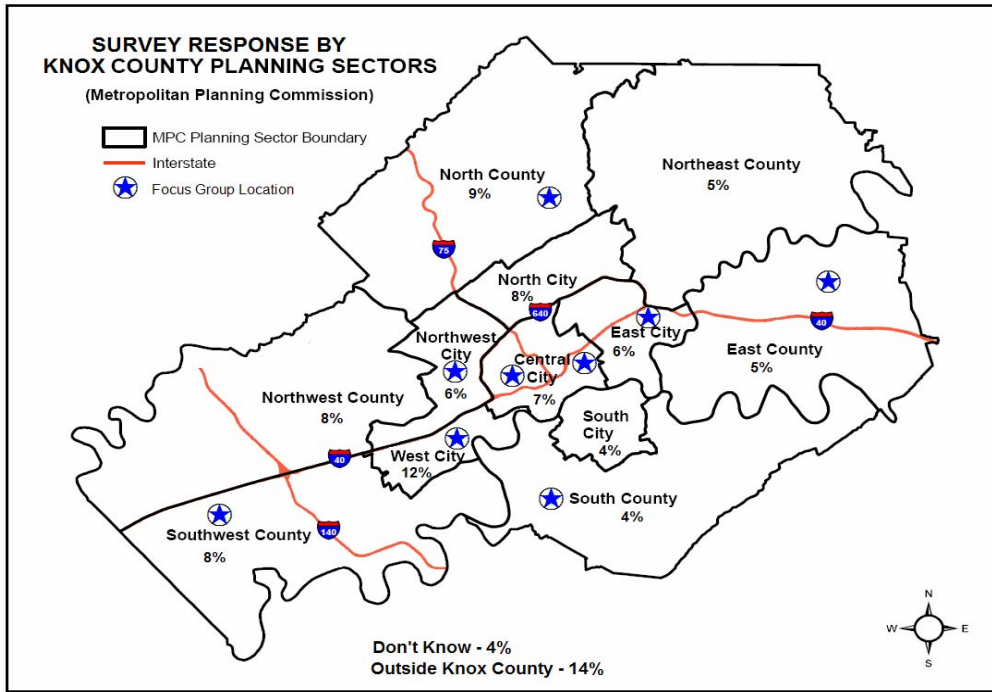 SURVEY RESPONSE BY
KNOX COUNTY PLANNING SECTORS
(Metropolitan Planning Commission)
MPC Planning Sector Boundary
Interstate
Focus Group Location
Northeast County
5%
North County
9%
75
North City
8%
640
Northwest
City
6%
East City
6%
40
East County
5%
Central
City
7%
Northwest County
8%
South
City
4%
West City
12%
40
South County
4%
Southwest County
8%
140
N
W
E
S
Don't Know - 4%
Outside Knox County - 14%